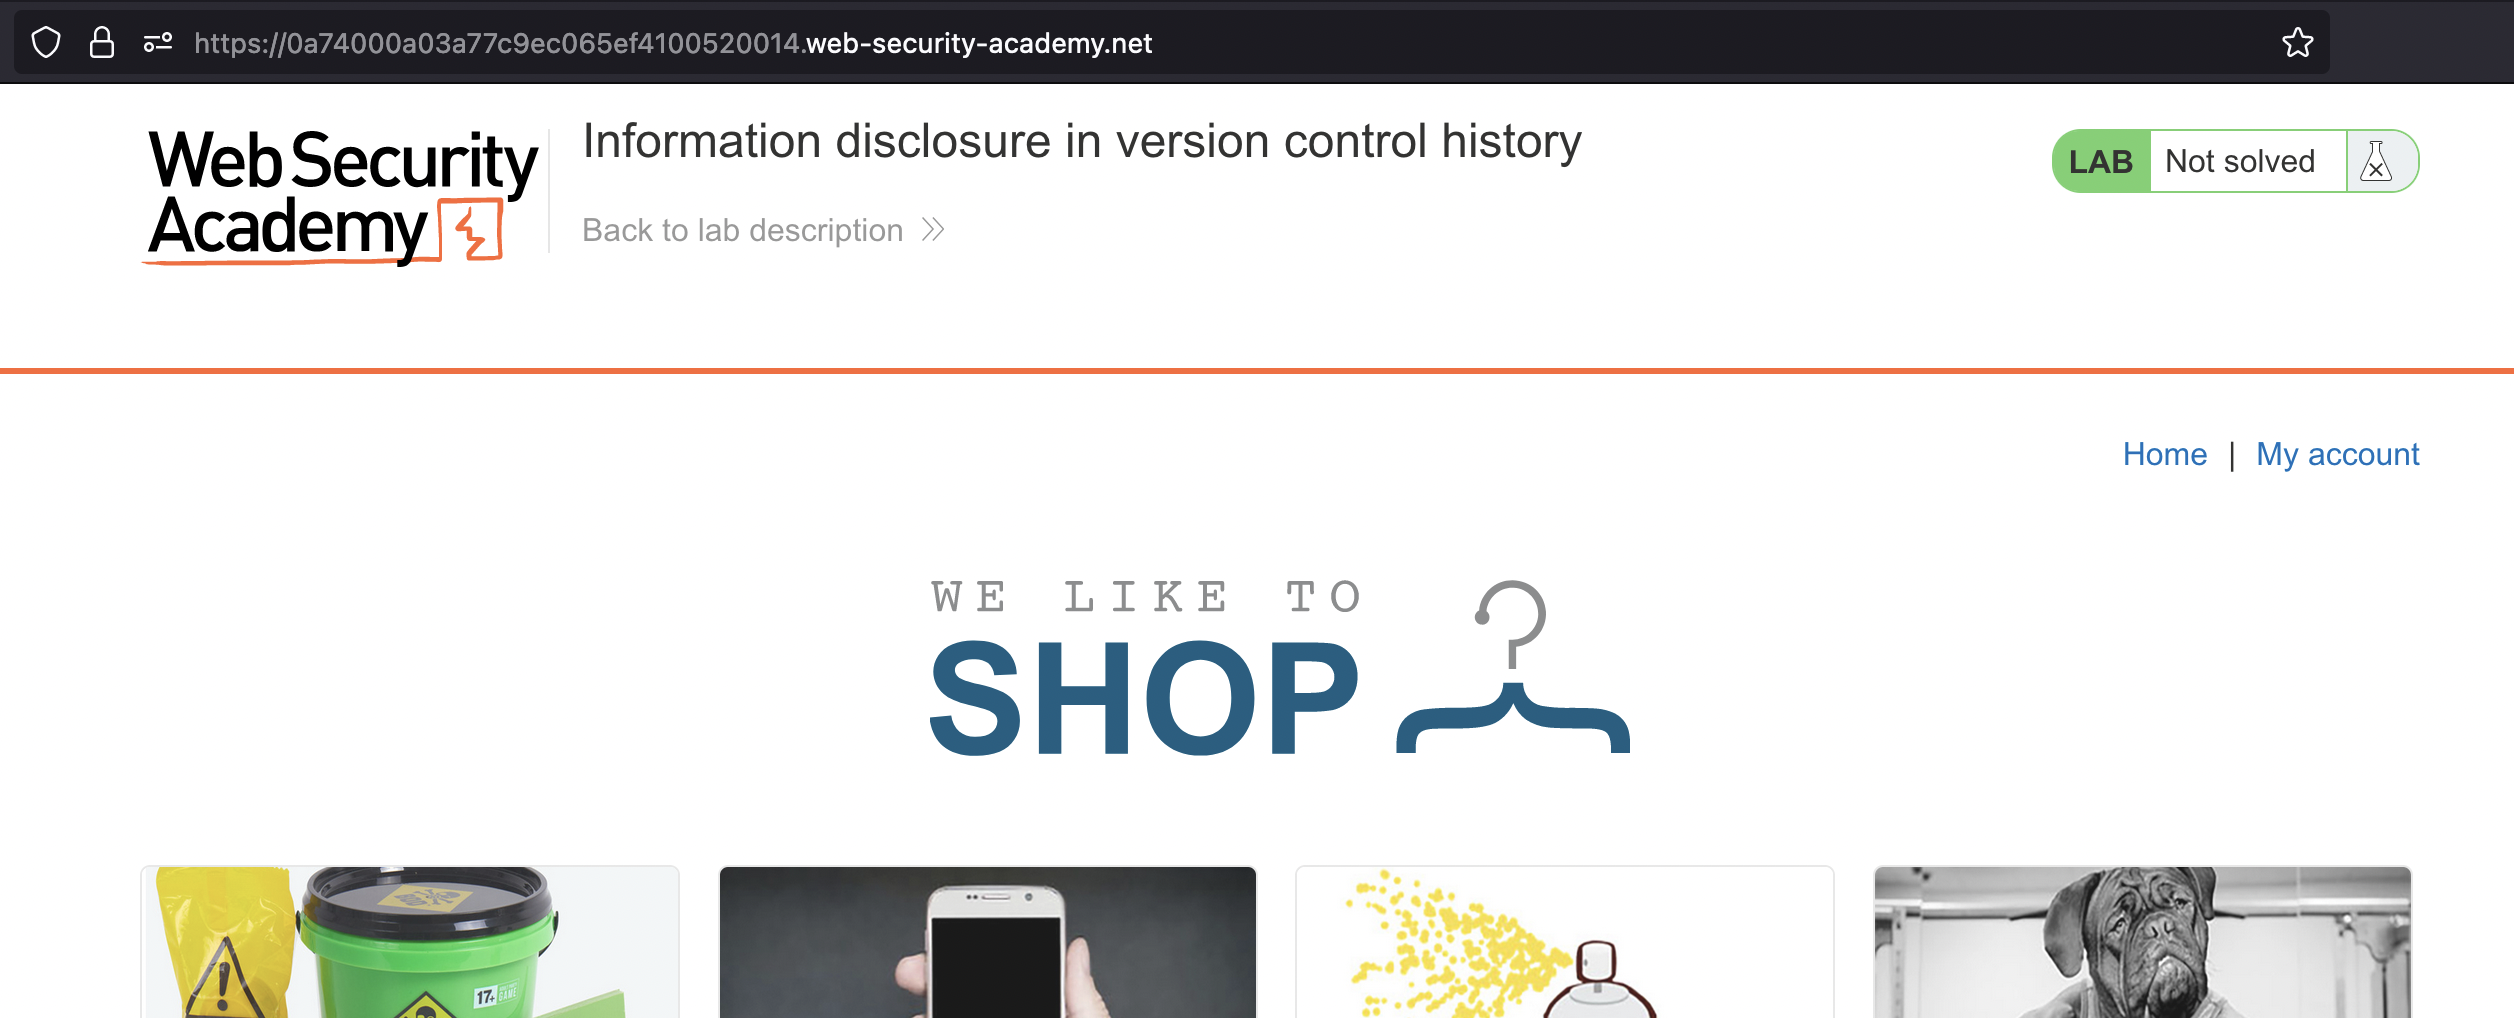 https://0a74000a03a77c9ec065ef4100520014.web-security-academy.net
Web Security
Academy
Information disclosure in version control history
Back to lab description
LAB Not solved
Home | My account
WE LIKE TO
SHOP
17+
GAME